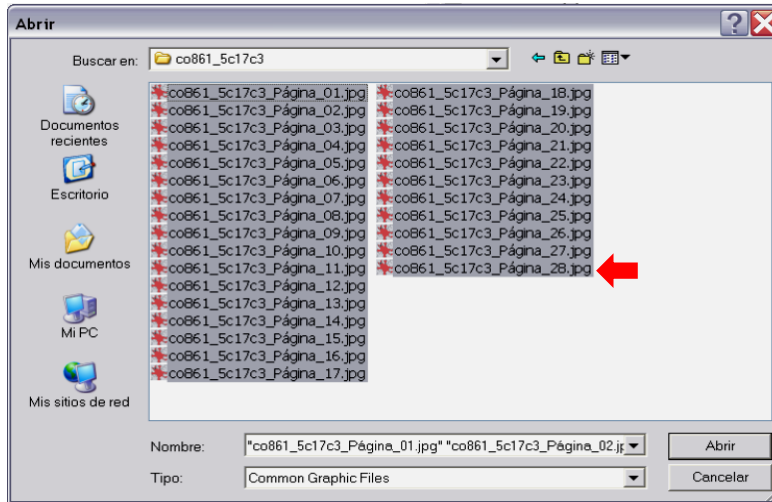 Abrir
Buscar en: co861_5c17c3
Documentos
recientes
Escritorio
Mis documentos
Mi PC
Mis sitios de red
co861_5c17c3_Página_01.jpg
co861_5c17c3_Página_02.jpg
co861_5c17c3_Página_03.jpg
co861_5c17c3_Página_04.jpg
co861_5c17c3_Página_05.jpg
co861_5c17c3_Página_06.jpg
co861_5c17c3_Página_07.jpg
co861_5c17c3_Página_08.jpg
co861_5c17c3_Página_09.jpg
co861_5c17c3_Página_10.jpg
co861_5c17c3_Página_11.jpg
co861_5c17c3_Página_12.jpg
co861_5c17c3_Página_13.jpg
co861_5c17c3_Página_14.jpg
co861_5c17c3_Página_15.jpg
co861_5c17c3_Página_16.jpg
co861_5c17c3_Página_17.jpg
co861_5c17c3_Página_18.jpg
co861_5c17c3_Página_19.jpg
co861_5c17c3_Página_20.jpg
co861_5c17c3_Página_21.jpg
co861_5c17c3_Página_22.jpg
co861_5c17c3_Página_23.jpg
co861_5c17c3_Página_24.jpg
co861_5c17c3_Página_25.jpg
co861_5c17c3_Página_26.jpg
co861_5c17c3_Página_27.jpg
co861_5c17c3_Página_28.jpg
Nombre: "co861_5c17c3_Página_01.jpg" "co861_5c17c3_Página_02.jp Abrir
Tipo: Common Graphic Files Cancelar